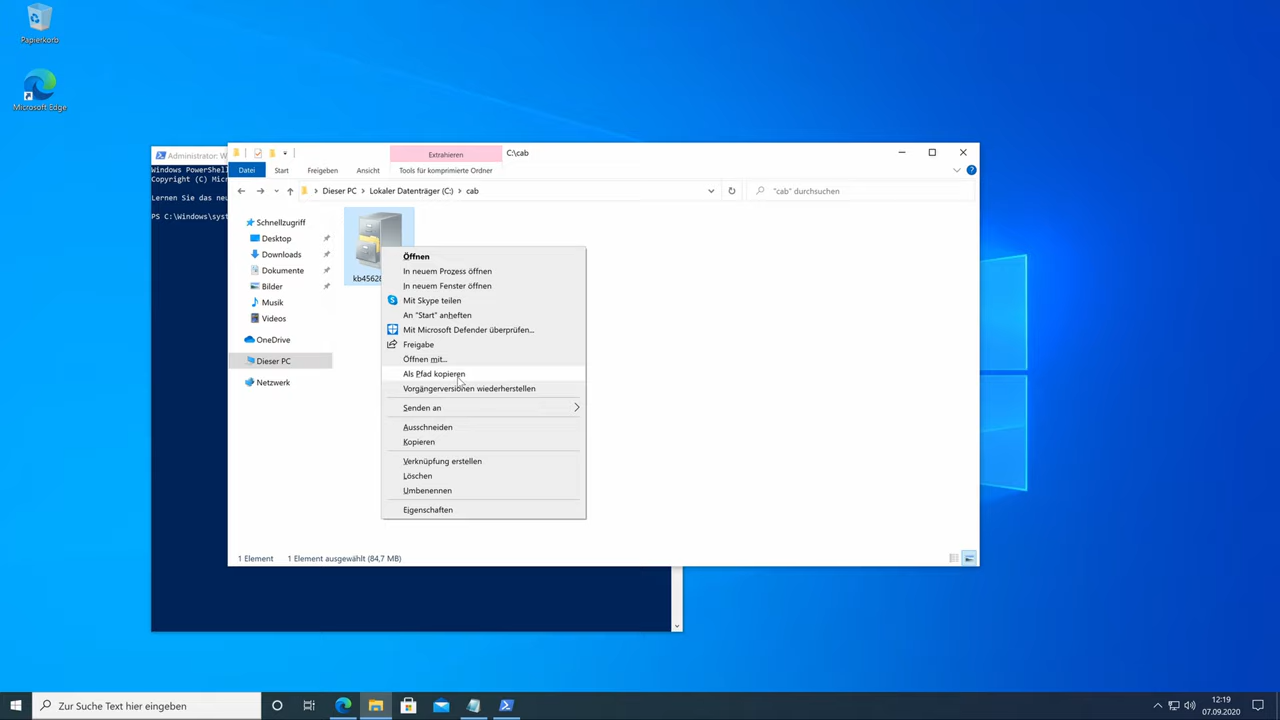 Papierkorb
Microsoft Edge
Administrator: W
Windows PowerShell
Copyright (C) Micr
Lernen Sie das neu
PS C:\Windows\syst
Extrahieren
C:\cab
Datei
Start
Freigeben
Ansicht
Tools für komprimierte Ordner
Dieser PC
Lokaler Datenträger (C:)
cab
"cab" durchsuchen
Schnellzugriff
Desktop
Downloads
Dokumente
Bilder
Musik
Videos
OneDrive
Dieser PC
Netzwerk
kb45628
Öffnen
In neuem Prozess öffnen
In neuem Fenster öffnen
Mit Skype teilen
An "Start" anheften
Mit Microsoft Defender überprüfen...
Freigabe
Öffnen mit...
Als Pfad kopieren
Vorgängerversionen wiederherstellen
Senden an
Ausschneiden
Kopieren
Verknüpfung erstellen
Löschen
Umbenennen
Eigenschaften
1 Element
1 Element ausgewählt (84,7 MB)
Zur Suche Text hier eingeben
12:19
07.09.2020